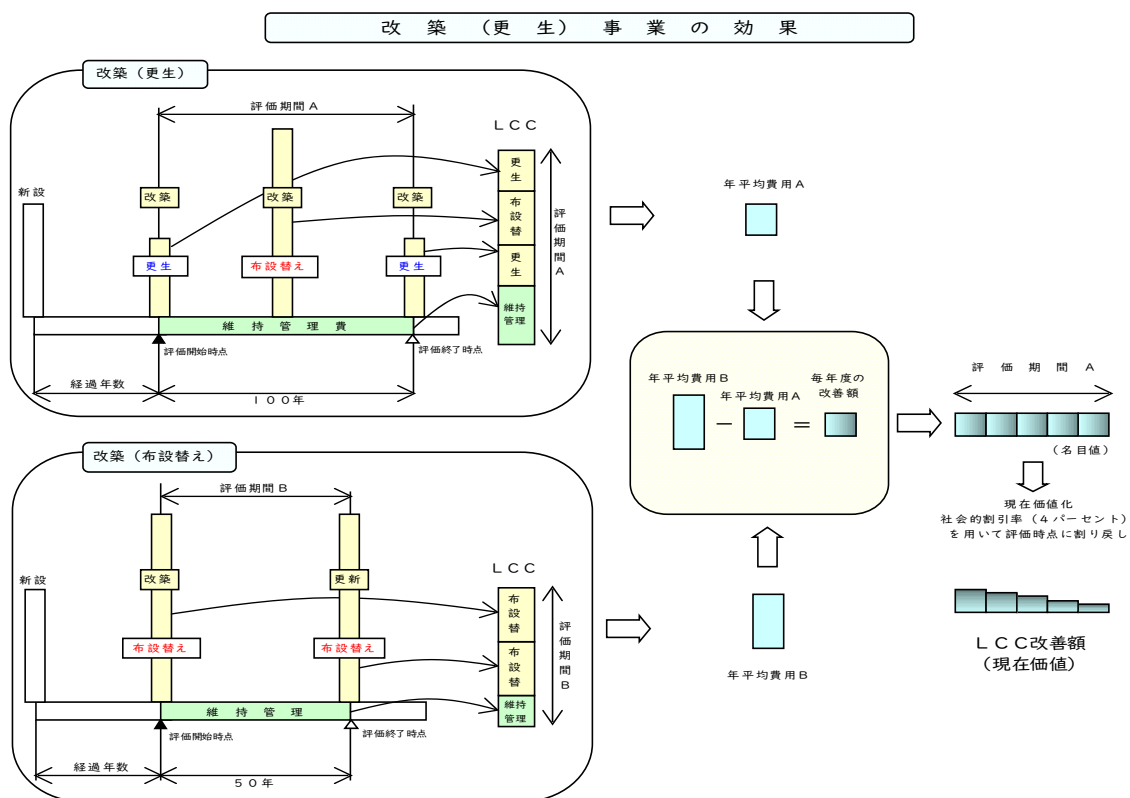 改築（更生）事業の効果
改築（更生）
評価期間A
LCC
新設
改築
改築
改築
更生
布設替え
更生
更生
布設替
更生
維持管理
評価期間A
維持管理費
評価開始時点
評価終了時点
経過年数
100年
年平均費用A
年平均費用B
年平均費用A
毎年度の
改善額
－
＝
評価期間A
（名目値）
現在価値化
社会的割引率（4パーセント）
を用いて評価時点に割り戻し
LCC改善額
（現在価値）
年平均費用B
改築（布設替え）
評価期間B
LCC
新設
改築
更新
布設替え
布設替え
布設替
布設替
維持管理
評価期間B
維持管理
評価開始時点
評価終了時点
経過年数
50年